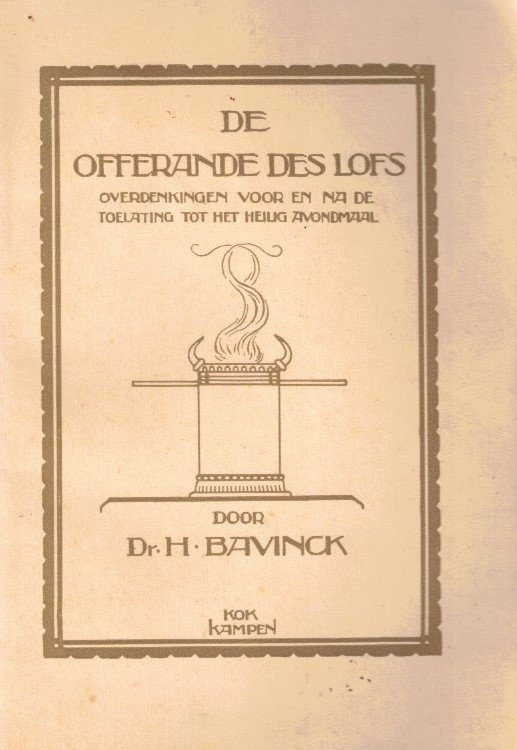 DE
OFFERANDE DES LOFS
OVERDENKINGEN VOOR EN NA DE
TOELATING TOT HET HEILIG AVONDMAAL
DOOR
Dr. H. BAVINCK
KOK
KAMPEN